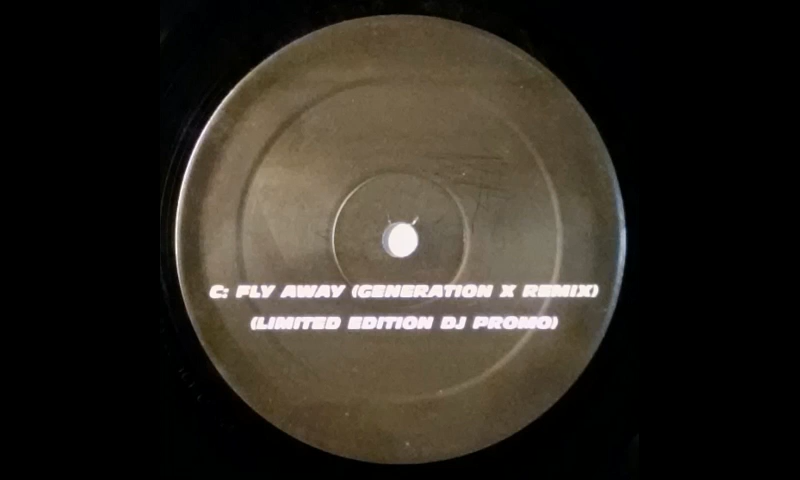 C: FLY AWAY (GENERATION X REMIX)
(LIMITED EDITION DJ PROMO)